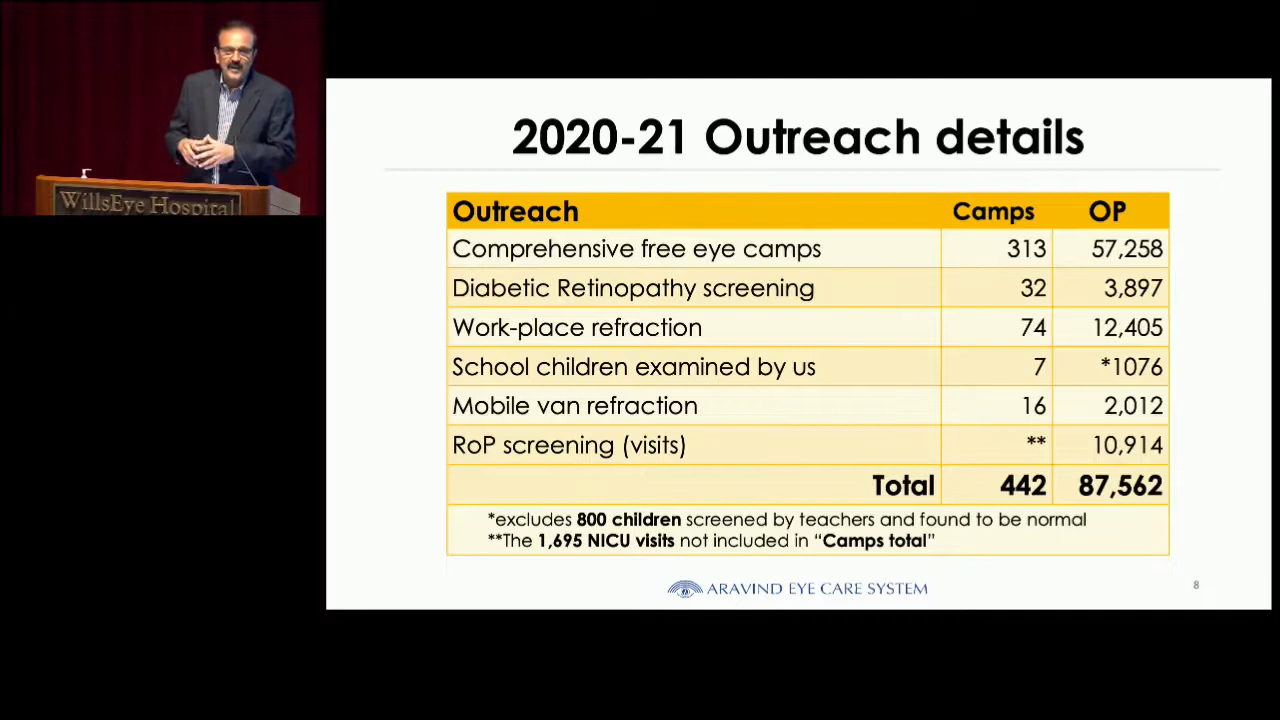 WillsEye Hospital
2020-21 Outreach details
Outreach Camps OP
Comprehensive free eye camps 313 57,258
Diabetic Retinopathy screening 32 3,897
Work-place refraction 74 12,405
School children examined by us 7 *1076
Mobile van refraction 16 2,012
RoP screening (visits) ** 10,914
Total 442 87,562
*excludes 800 children screened by teachers and found to be normal
**The 1,695 NICU visits not included in “Camps total”
ARAVIND EYE CARE SYSTEM
8